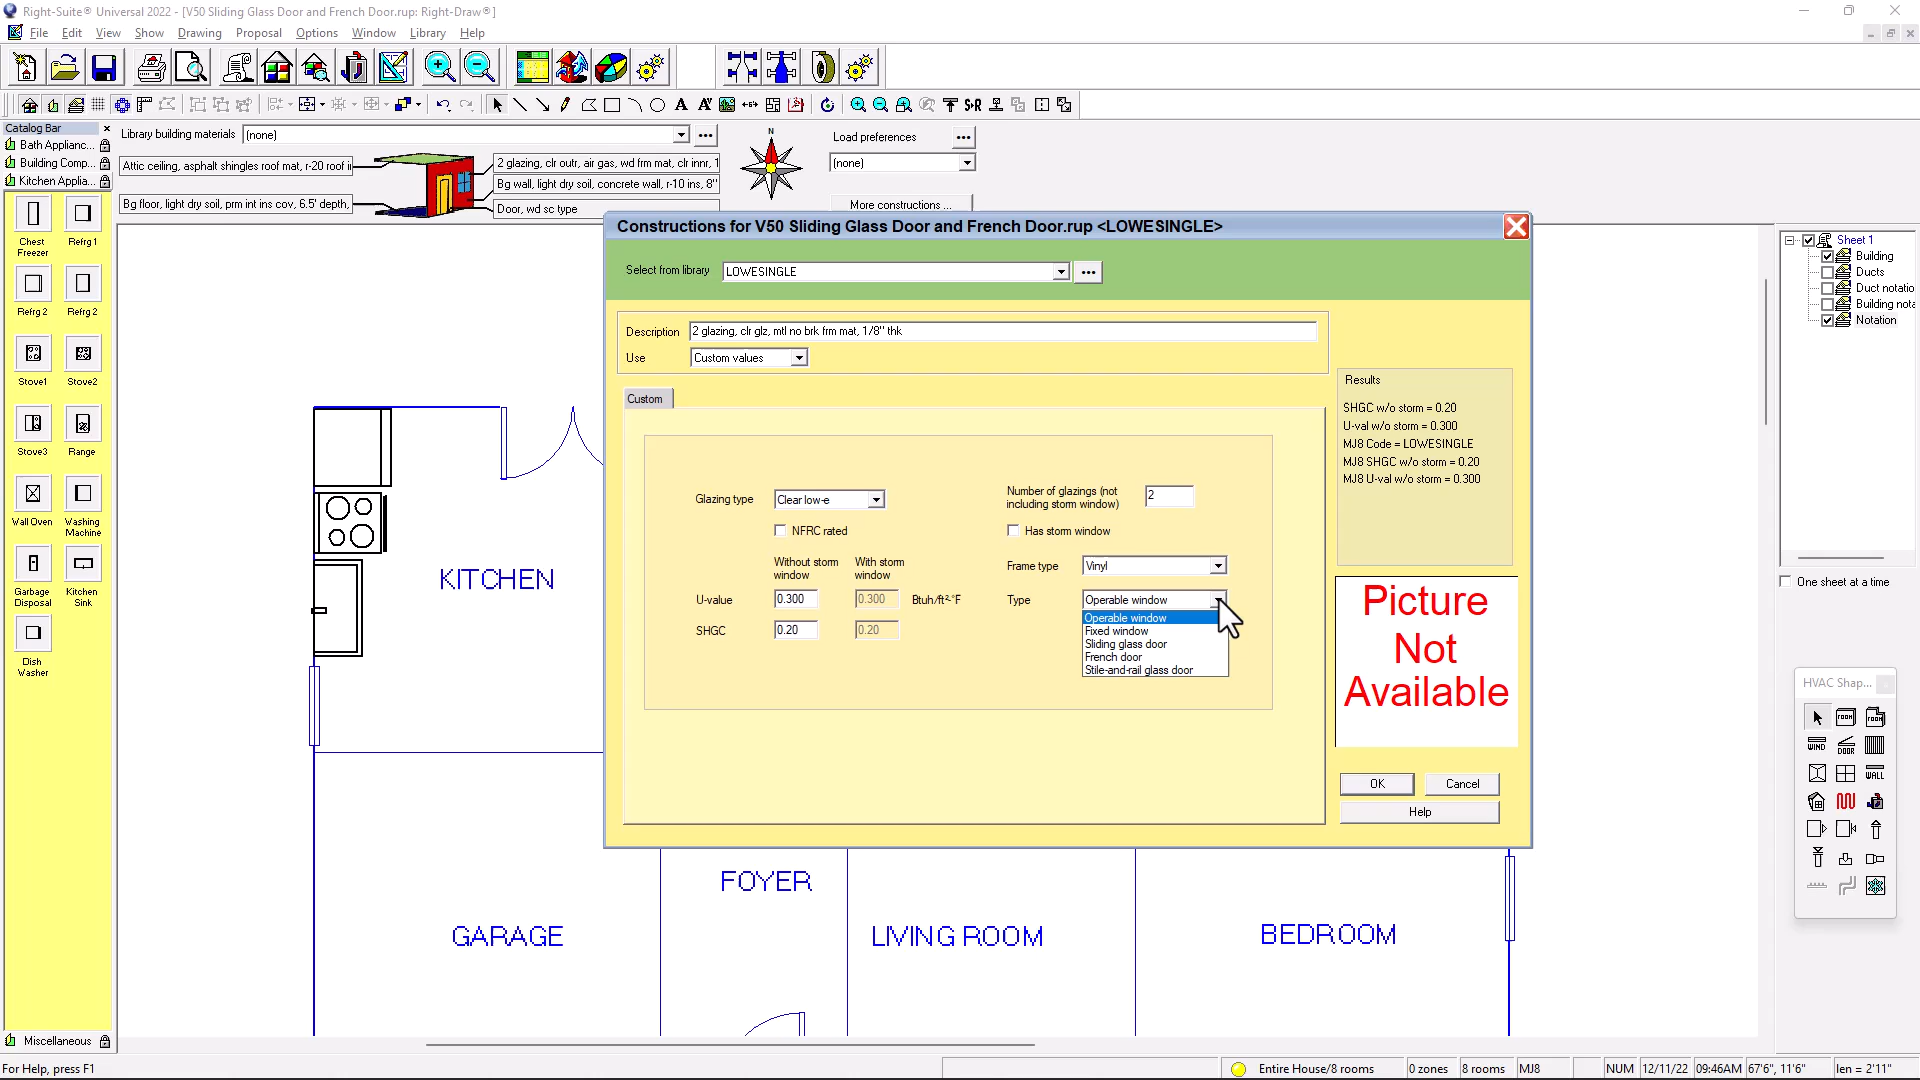 Right-Suite® Universal 2022 - [V50 Sliding Glass Door and French Door.rup: Right-Draw®]
File Edit View Show Drawing Proposal Options Window Library Help
Catalog Bar
Bath Applianc...
Building Comp...
Kitchen Applia...
Chest Freezer
Refrg1
Refrg 2
Refrg 2
Stove1
Stove2
Stove3
Range
Wall Oven
Washing Machine
Garbage Disposal
Kitchen Sink
Dish Washer
Miscellaneous
Library building materials (none)
Attic ceiling, asphalt shingles roof mat, r-20 roof i
2 glazing, clr outr, air gas, wd frm mat, clr innr, 1
Bg wall, light dry soil, concrete wall, r-10 ins, 8"
Bg floor, light dry soil, prm int ins cov, 6.5' depth,
Door, wd sc type
N
Load preferences
(none)
More constructions ...
S•R
Constructions for V50 Sliding Glass Door and French Door.rup <LOWESINGLE>
Select from library LOWESINGLE
Description 2 glazing, clr glz, mtl no brk frm mat, 1/8" thk
Use Custom values
Custom
Glazing type Clear low-e
NFRC rated
Without storm window
With storm window
U-value 0.300 0.300 Btuh/ft²-°F
SHGC 0.20 0.20
Number of glazings (not including storm window) 2
Has storm window
Frame type Vinyl
Type Operable window
Operable window
Fixed window
Sliding glass door
French door
Stile-and-rail glass door
Results
SHGC w/o storm = 0.20
U-val w/o storm = 0.300
MJ8 Code = LOWESINGLE
MJ8 SHGC w/o storm = 0.20
MJ8 U-val w/o storm = 0.300
Picture
Not
Available
OK Cancel
Help
KITCHEN
FOYER
GARAGE
LIVING ROOM
BEDROOM
Sheet 1
Building
Ducts
Duct notatio
Building nota
Notation
One sheet at a time
HVAC Shap...
ROOM
ROOM
WIND
DOOR
WALL
For Help, press F1
Entire House/8 rooms 0 zones 8 rooms MJ8 NUM 12/11/22 09:46AM 67'6", 11'6" len = 2'11"